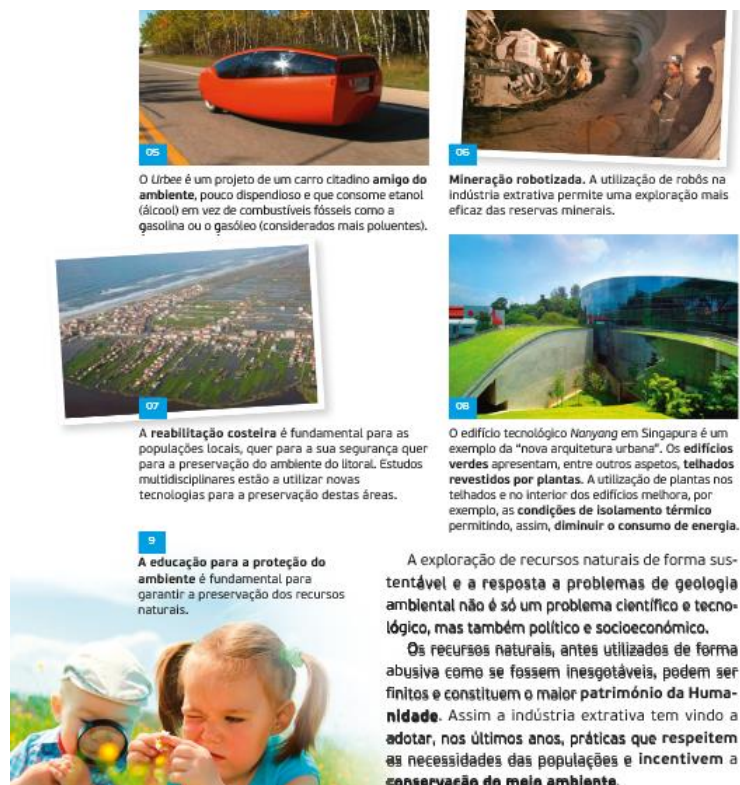 05
O Urbee é um projeto de um carro citadino amigo do
ambiente, pouco dispendioso e que consome etanol
(álcool) em vez de combustíveis fósseis como a
gasolina ou o gasóleo (considerados mais poluentes).
06
Mineração robotizada. A utilização de robôs na
indústria extrativa permite uma exploração mais
eficaz das reservas minerais.
07
A reabilitação costeira é fundamental para as
populações locais, quer para a sua segurança quer
para a preservação do ambiente do litoral. Estudos
multidisciplinares estão a utilizar novas
tecnologias para a preservação destas áreas.
08
O edifício tecnológico Nanyang em Singapura é um
exemplo da “nova arquitetura urbana”. Os edifícios
verdes apresentam, entre outros aspetos, telhados
revestidos por plantas. A utilização de plantas nos
telhados e no interior dos edifícios melhora, por
exemplo, as condições de isolamento térmico
permitindo, assim, diminuir o consumo de energia.
9
A educação para a proteção do
ambiente é fundamental para
garantir a preservação dos recursos
naturais.
A exploração de recursos naturais de forma sus-
tentável e a resposta a problemas de geologia
ambiental não é só um problema científico e tecno-
lógico, mas também político e socioeconómico.
Os recursos naturais, antes utilizados de forma
abusiva como se fossem inesgotáveis, podem ser
finitos e constituem o maior património da Huma-
nidade. Assim a indústria extrativa tem vindo a
adotar, nos últimos anos, práticas que respeitem
as necessidades das populações e incentivem a
conservação do meio ambiente.